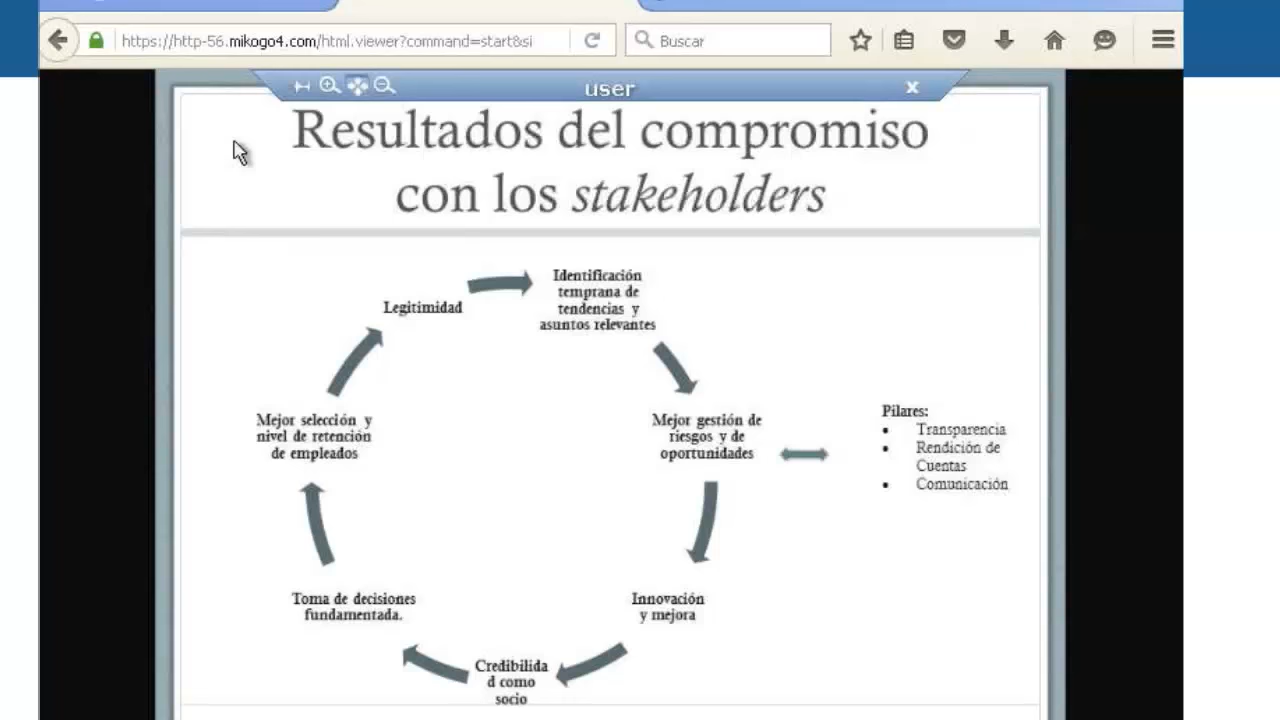 https://http-56.mikogo4.com/html.viewer?command=start&si
Buscar
user
x
Resultados del compromiso
con los stakeholders
Identificación
temprana de
tendencias y
asuntos relevantes
Legitimidad
Mejor selección y
nivel de retención
de empleados
Mejor gestión de
riesgos y de
oportunidades
Pilares:
• Transparencia
• Rendición de
Cuentas
• Comunicación
Toma de decisiones
fundamentada.
Innovación
y mejora
Credibilida
d como
socio